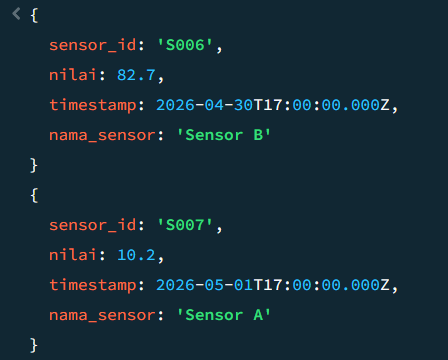 {
sensor_id: 'S006',
nilai: 82.7,
timestamp: 2026-04-30T17:00:00.000Z,
nama_sensor: 'Sensor B'
}
{
sensor_id: 'S007',
nilai: 10.2,
timestamp: 2026-05-01T17:00:00.000Z,
nama_sensor: 'Sensor A'
}